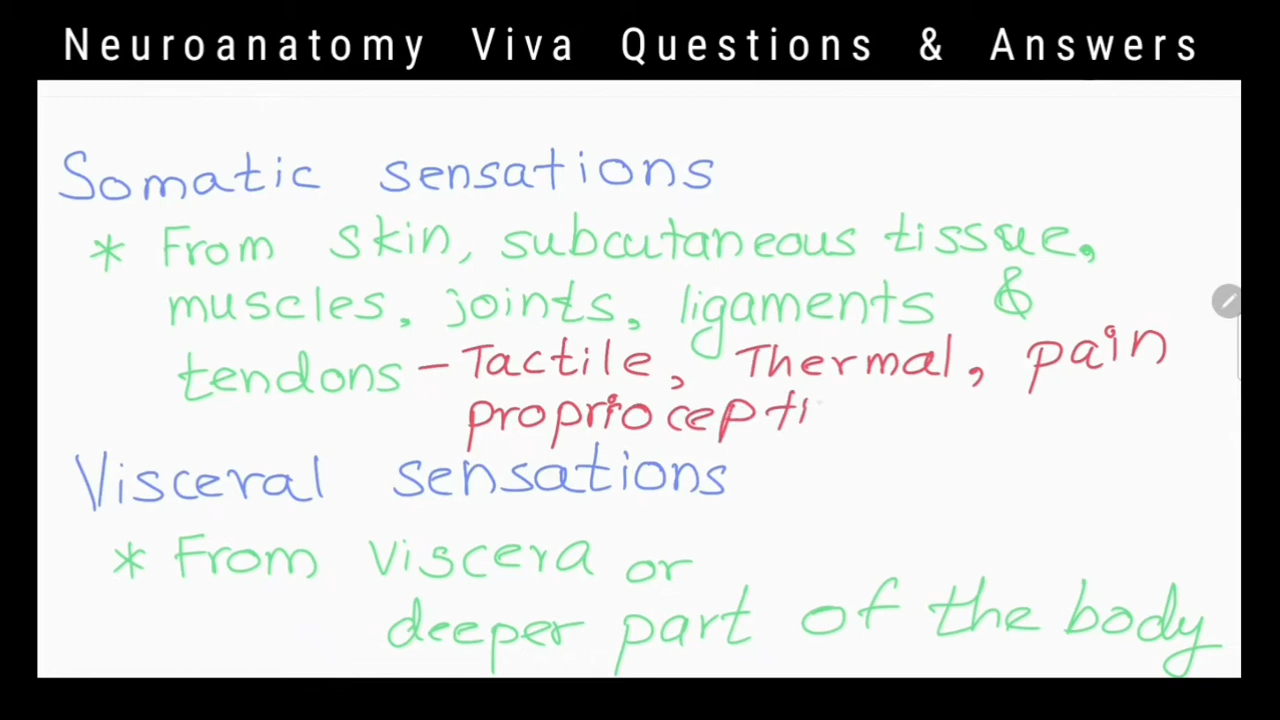 Neuroanatomy Viva Questions & Answers
Somatic sensations
* From skin, subcutaneous tissue,
muscles, joints, ligaments &
tendons - Tactile, Thermal, pain
propriocepti
Visceral sensations
* From viscera or
deeper part of the body